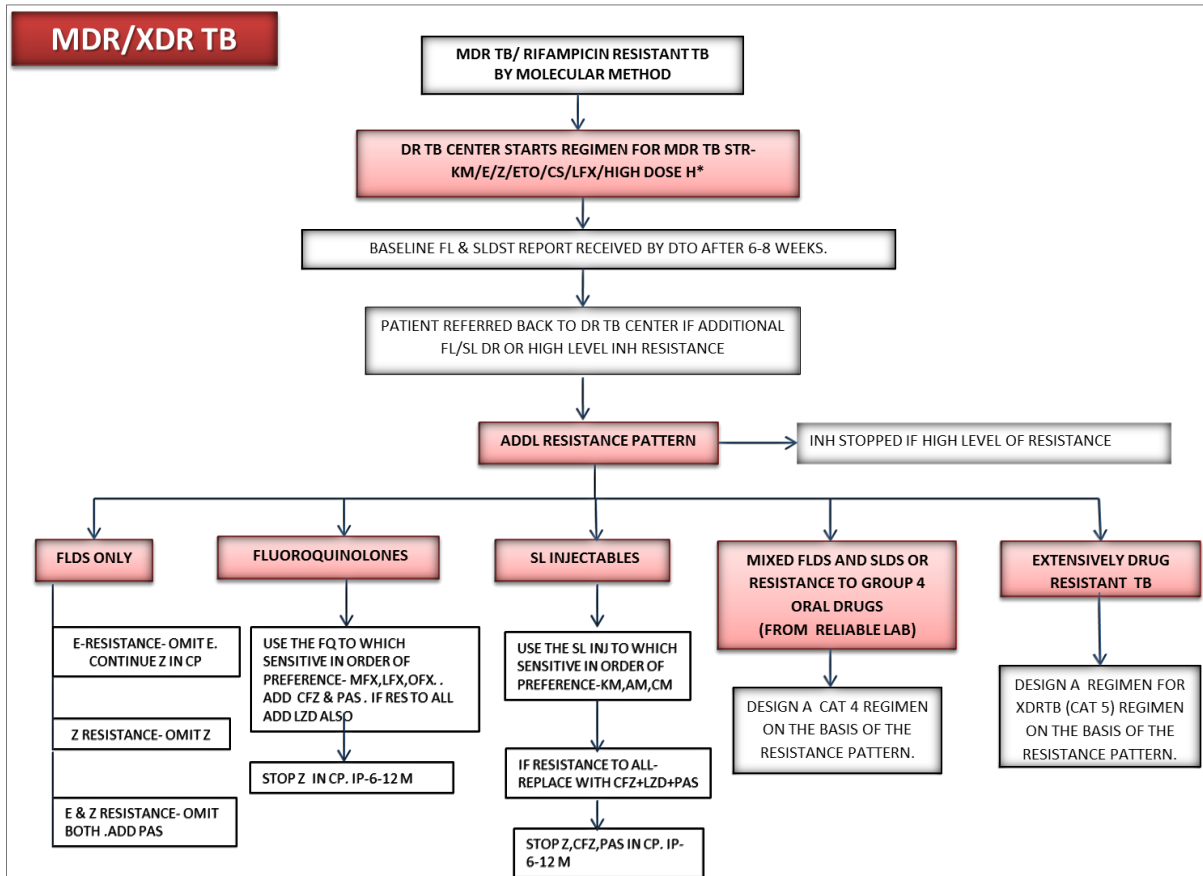 MDR/XDR TB
MDR TB/ RIFAMPICIN RESISTANT TB
BY MOLECULAR METHOD
DR TB CENTER STARTS REGIMEN FOR MDR TB STR-
KM/E/Z/ETO/CS/LFX/HIGH DOSE H*
BASELINE FL & SLDST REPORT RECEIVED BY DTO AFTER 6-8 WEEKS.
PATIENT REFERRED BACK TO DR TB CENTER IF ADDITIONAL
FL/SL DR OR HIGH LEVEL INH RESISTANCE
ADDL RESISTANCE PATTERN
INH STOPPED IF HIGH LEVEL OF RESISTANCE
FLDS ONLY
E-RESISTANCE- OMIT E.
CONTINUE Z IN CP
Z RESISTANCE- OMIT Z
E & Z RESISTANCE- OMIT
BOTH .ADD PAS
FLUOROQUINOLONES
USE THE FQ TO WHICH
SENSITIVE IN ORDER OF
PREFERENCE- MFX,LFX,OFX. .
ADD CFZ & PAS . IF RES TO ALL
ADD LZD ALSO
STOP Z IN CP. IP-6-12 M
SL INJECTABLES
USE THE SL INJ TO WHICH
SENSITIVE IN ORDER OF
PREFERENCE-KM,AM,CM
IF RESISTANCE TO ALL-
REPLACE WITH CFZ+LZD+PAS
STOP Z,CFZ,PAS IN CP. IP-
6-12 M
MIXED FLDS AND SLDS OR
RESISTANCE TO GROUP 4
ORAL DRUGS
(FROM RELIABLE LAB)
DESIGN A CAT 4 REGIMEN
ON THE BASIS OF THE
RESISTANCE PATTERN.
EXTENSIVELY DRUG
RESISTANT TB
DESIGN A REGIMEN FOR
XDRTB (CAT 5) REGIMEN
ON THE BASIS OF THE
RESISTANCE PATTERN.